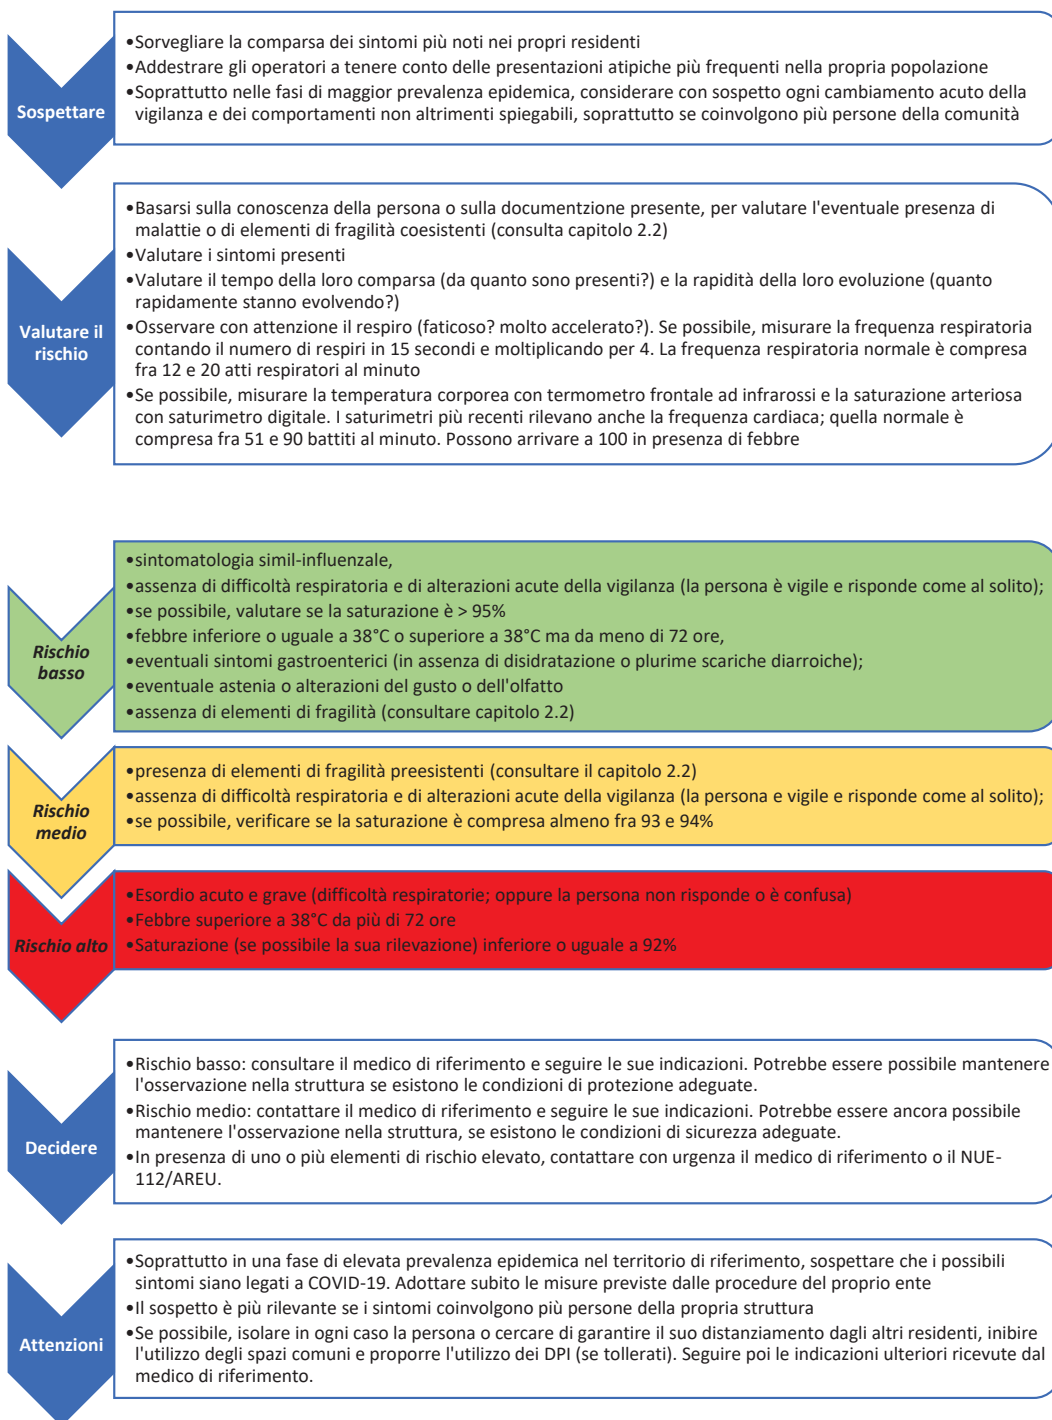 Sospettare
•Sorvegliare la comparsa dei sintomi più noti nei propri residenti
•Addestrare gli operatori a tenere conto delle presentazioni atipiche più frequenti nella propria popolazione
•Soprattutto nelle fasi di maggior prevalenza epidemica, considerare con sospetto ogni cambiamento acuto della
vigilanza e dei comportamenti non altrimenti spiegabili, soprattutto se coinvolgono più persone della comunità
Valutare il
rischio
•Basarsi sulla conoscenza della persona o sulla documentzione presente, per valutare l'eventuale presenza di
malattie o di elementi di fragilità coesistenti (consulta capitolo 2.2)
•Valutare i sintomi presenti
•Valutare il tempo della loro comparsa (da quanto sono presenti?) e la rapidità della loro evoluzione (quanto
rapidamente stanno evolvendo?)
•Osservare con attenzione il respiro (faticoso? molto accelerato?). Se possibile, misurare la frequenza respiratoria
contando il numero di respiri in 15 secondi e moltiplicando per 4. La frequenza respiratoria normale è compresa
fra 12 e 20 atti respiratori al minuto
•Se possibile, misurare la temperatura corporea con termometro frontale ad infrarossi e la saturazione arteriosa
con saturimetro digitale. I saturimetri più recenti rilevano anche la frequenza cardiaca; quella normale è
compresa fra 51 e 90 battiti al minuto. Possono arrivare a 100 in presenza di febbre
Rischio
basso
•sintomatologia simil-influenzale,
•assenza di difficoltà respiratoria e di alterazioni acute della vigilanza (la persona è vigile e risponde come al solito);
•se possibile, valutare se la saturazione è > 95%
•febbre inferiore o uguale a 38°C o superiore a 38°C ma da meno di 72 ore,
•eventuali sintomi gastroenterici (in assenza di disidratazione o plurime scariche diarroiche);
•eventuale astenia o alterazioni del gusto o dell'olfatto
•assenza di elementi di fragilità (consultare capitolo 2.2)
Rischio
medio
•presenza di elementi di fragilità preesistenti (consultare il capitolo 2.2)
•assenza di difficoltà respiratoria e di alterazioni acute della vigilanza (la persona e vigile e risponde come al solito);
•se possibile, verificare se la saturazione è compresa almeno fra 93 e 94%
Rischio alto
•Esordio acuto e grave (difficoltà respiratorie; oppure la persona non risponde o è confusa)
•Febbre superiore a 38°C da più di 72 ore
•Saturazione (se possibile la sua rilevazione) inferiore o uguale a 92%
Decidere
•Rischio basso: consultare il medico di riferimento e seguire le sue indicazioni. Potrebbe essere possibile mantenere
l'osservazione nella struttura se esistono le condizioni di protezione adeguate.
•Rischio medio: contattare il medico di riferimento e seguire le sue indicazioni. Potrebbe essere ancora possibile
mantenere l'osservazione nella struttura, se esistono le condizioni di sicurezza adeguate.
•In presenza di uno o più elementi di rischio elevato, contattare con urgenza il medico di riferimento o il NUE-
112/AREU.
Attenzioni
•Soprattutto in una fase di elevata prevalenza epidemica nel territorio di riferimento, sospettare che i possibili
sintomi siano legati a COVID-19. Adottare subito le misure previste dalle procedure del proprio ente
•Il sospetto è più rilevante se i sintomi coinvolgono più persone della propria struttura
•Se possibile, isolare in ogni caso la persona o cercare di garantire il suo distanziamento dagli altri residenti, inibire
l'utilizzo degli spazi comuni e proporre l'utilizzo dei DPI (se tollerati). Seguire poi le indicazioni ulteriori ricevute dal
medico di riferimento.